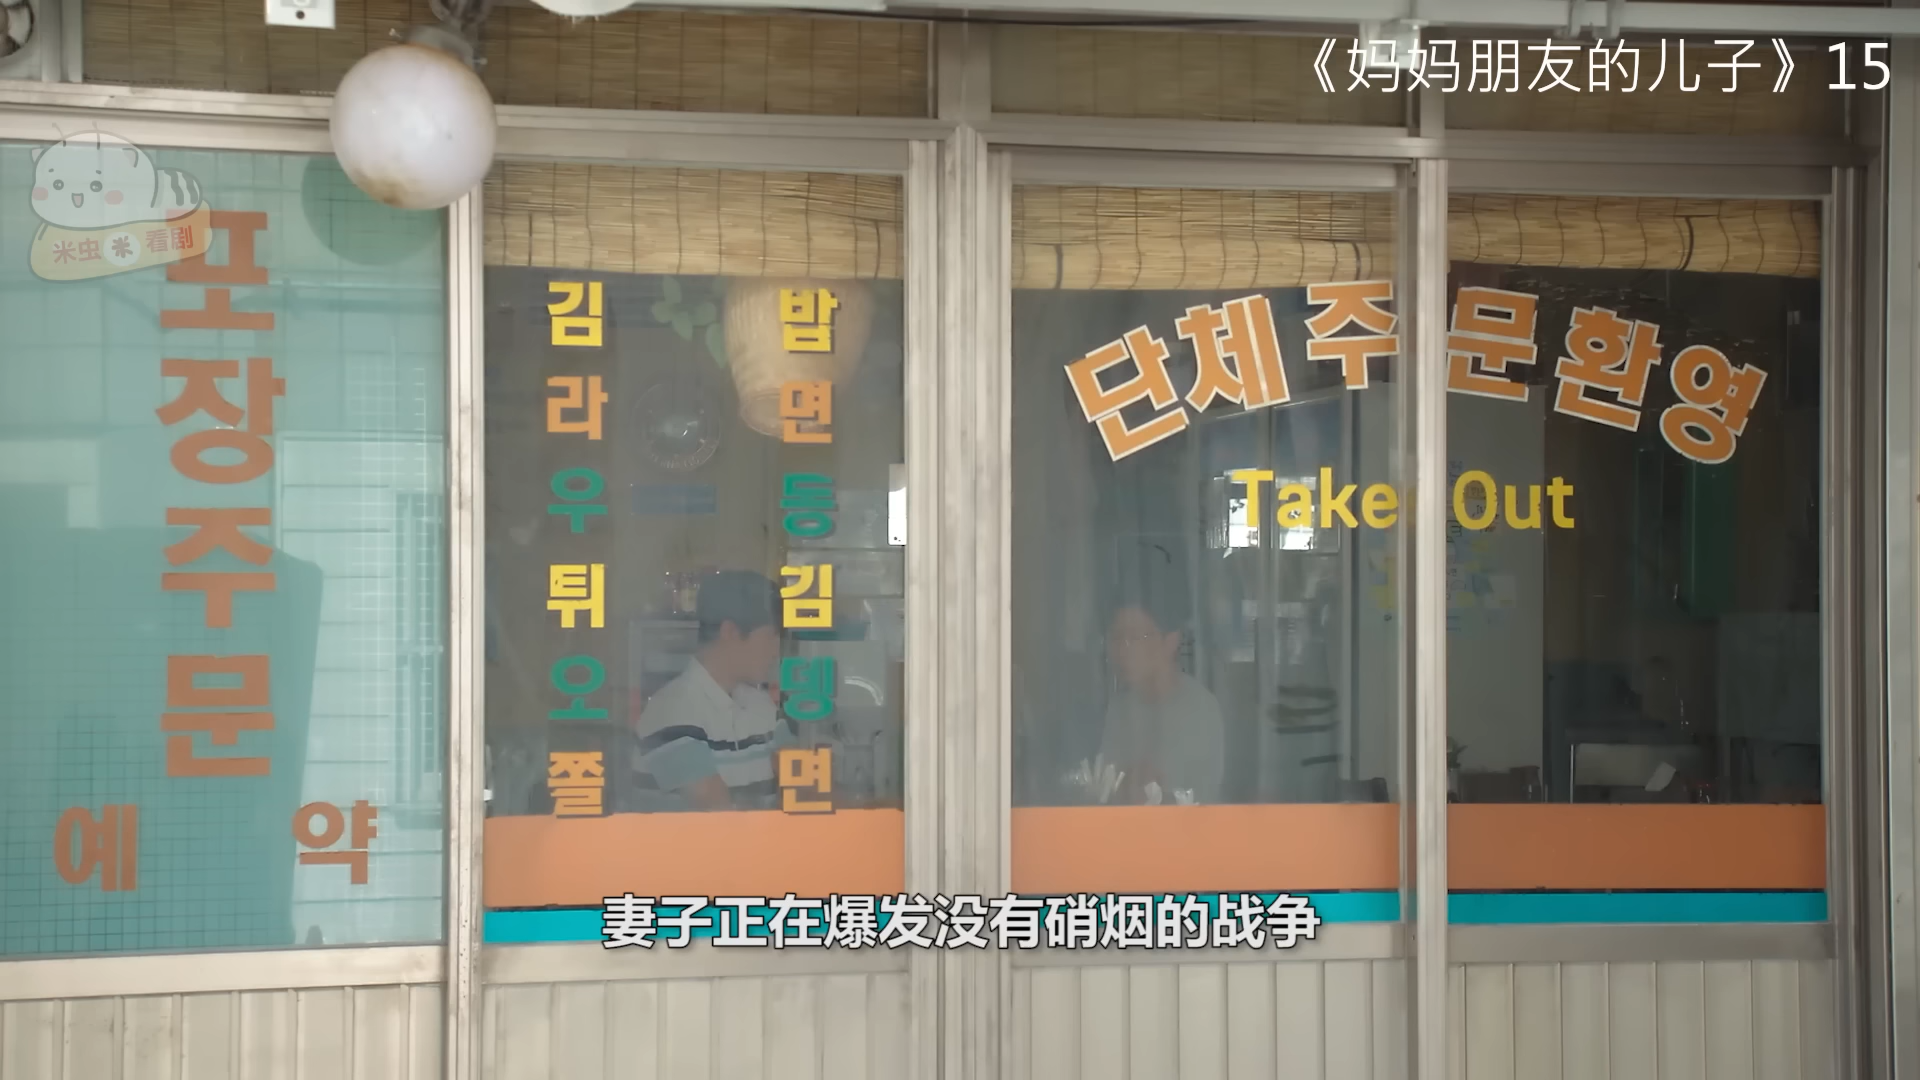 《妈妈朋友的儿子》15
米虫米看剧
포장주문
예약
김밥
라면
우동
튀김
오뎅
쫄면
단체주문환영
Take Out
妻子正在爆发没有硝烟的战争